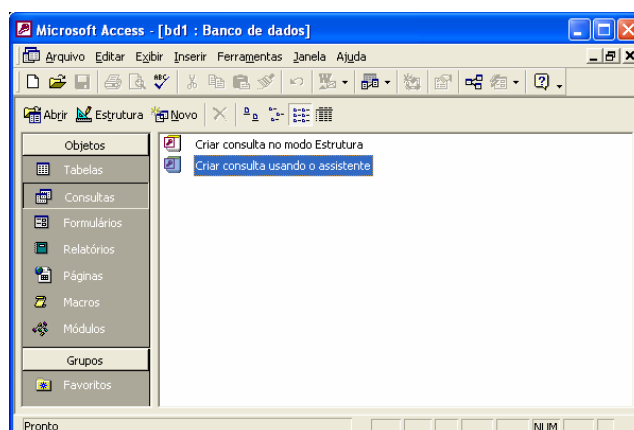 Microsoft Access - [bd1 : Banco de dados]
Arquivo Editar Exibir Inserir Ferramentas Janela Ajuda
ABC
Abrir Estrutura Novo
Objetos
Tabelas
Consultas
Formulários
Relatórios
Páginas
Macros
Módulos
Grupos
Favoritos
Criar consulta no modo Estrutura
Criar consulta usando o assistente
Pronto
NUM